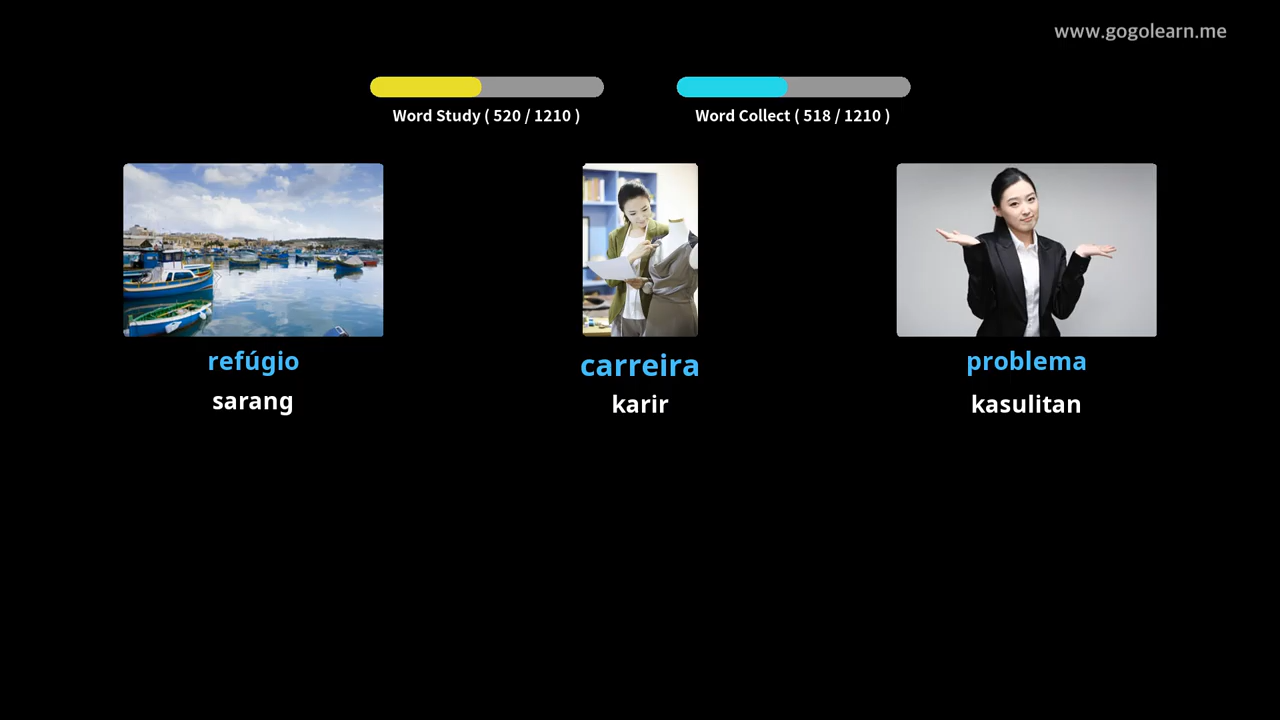 www.gogolearn.me
Word Study ( 520 / 1210 )
Word Collect ( 518 / 1210 )
refúgio
carreira
problema
sarang
karir
kasulitan